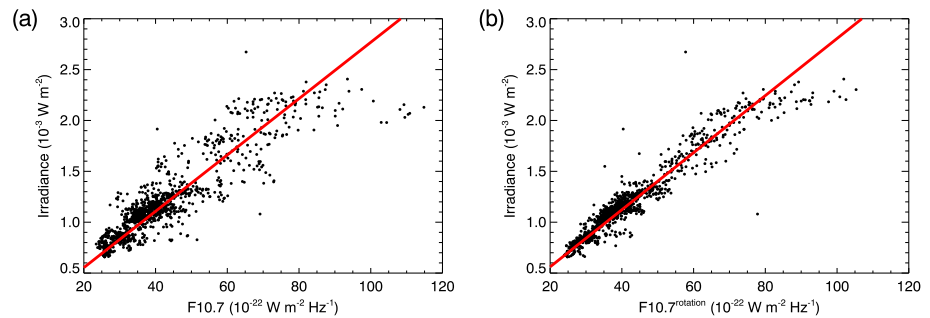 (a)
3.0
2.5
2.0
1.5
1.0
0.5
Irradiance (10⁻³ W m⁻²)
20 40 60 80 100 120
F10.7 (10⁻²² W m⁻² Hz⁻¹)
(b)
3.0
2.5
2.0
1.5
1.0
0.5
Irradiance (10⁻³ W m⁻²)
20 40 60 80 100 120
F10.7ʳᵒᵗᵃᵗⁱᵒⁿ (10⁻²² W m⁻² Hz⁻¹)